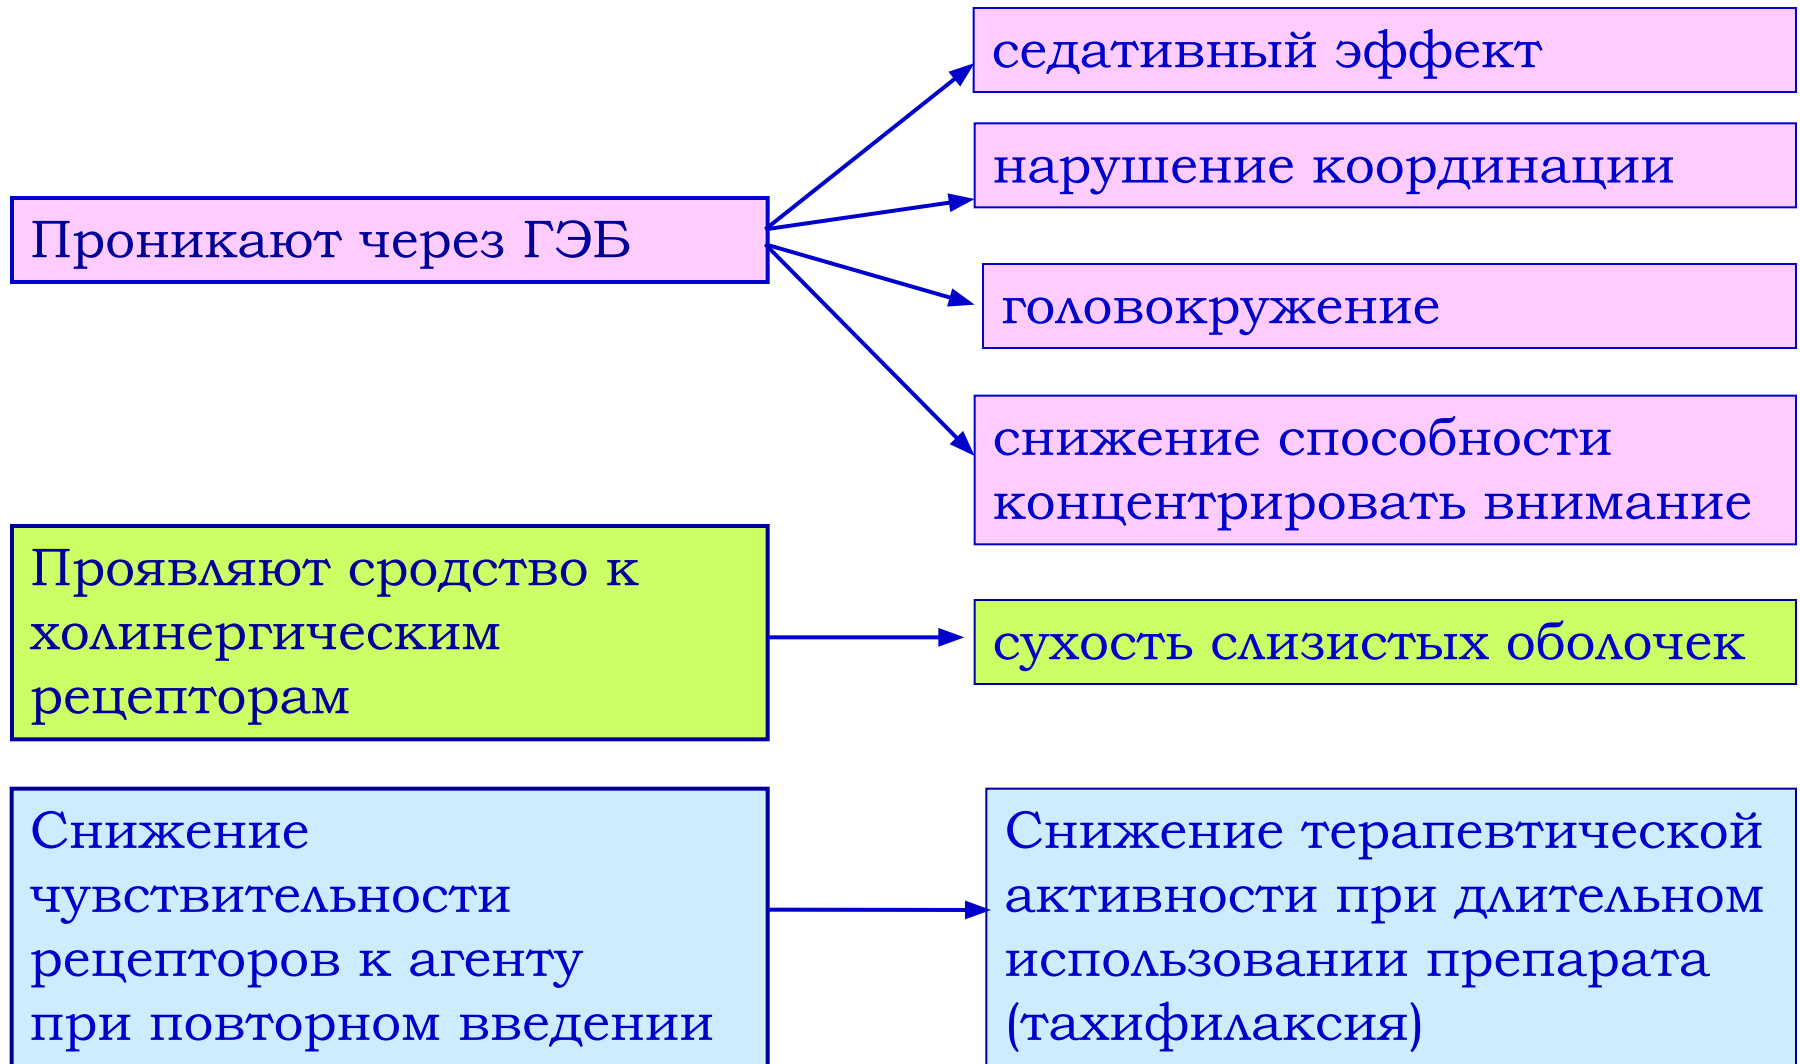 седативный эффект
нарушение координации
Проникают через ГЭБ
головокружение
снижение способности
концентрировать внимание
Проявляют сродство к
холинергическим
рецепторам
сухость слизистых оболочек
Снижение
чувствительности
рецепторов к агенту
при повторном введении
Снижение терапевтической
активности при длительном
использовании препарата
(тахифилаксия)